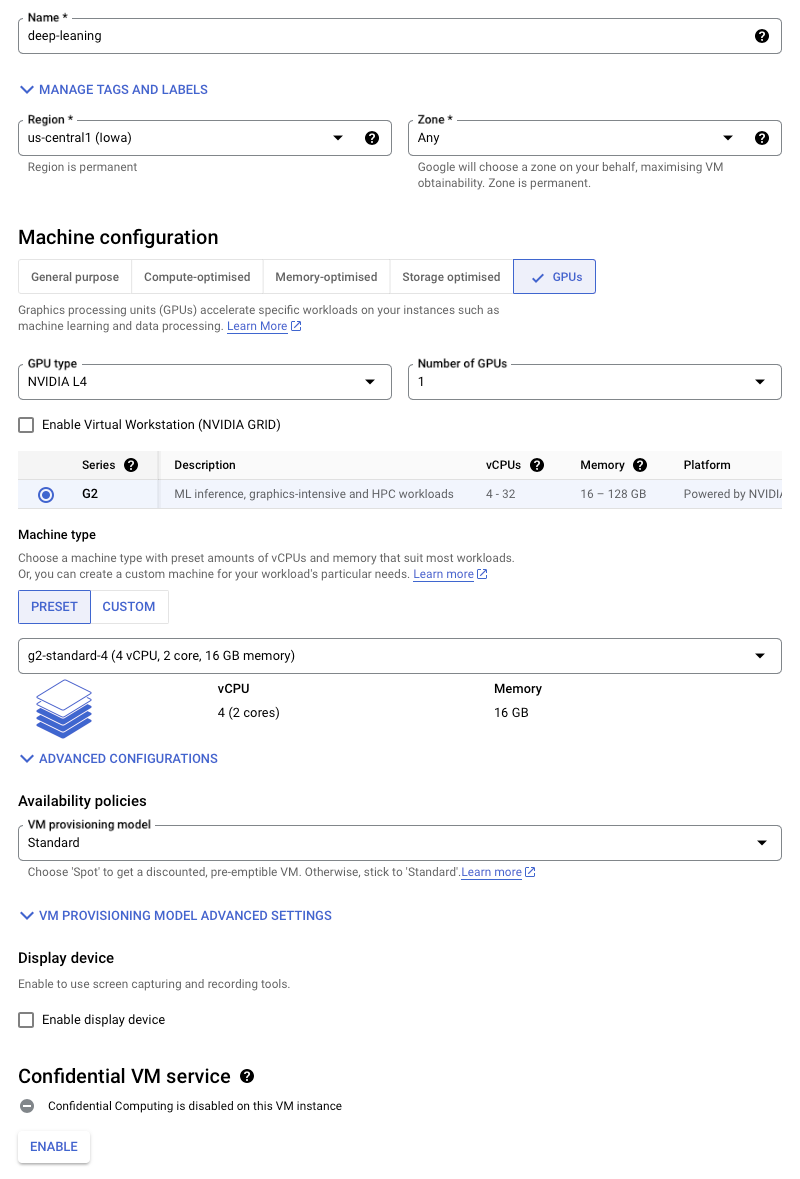 Name *
deep-leaning
MANAGE TAGS AND LABELS
Region *
us-central1 (Iowa)
Region is permanent
Zone *
Any
Google will choose a zone on your behalf, maximising VM
obtainability. Zone is permanent.
Machine configuration
General purpose
Compute-optimised
Memory-optimised
Storage optimised
GPUs
Graphics processing units (GPUs) accelerate specific workloads on your instances such as
machine learning and data processing. Learn More
GPU type
NVIDIA L4
Number of GPUs
1
Enable Virtual Workstation (NVIDIA GRID)
Series Description vCPUs Memory Platform
G2 ML inference, graphics-intensive and HPC workloads 4 - 32 16 – 128 GB Powered by NVIDI
Machine type
Choose a machine type with preset amounts of vCPUs and memory that suit most workloads.
Or, you can create a custom machine for your workload's particular needs. Learn more
PRESET
CUSTOM
g2-standard-4 (4 vCPU, 2 core, 16 GB memory)
vCPU
4 (2 cores)
Memory
16 GB
ADVANCED CONFIGURATIONS
Availability policies
VM provisioning model
Standard
Choose 'Spot' to get a discounted, pre-emptible VM. Otherwise, stick to 'Standard'.Learn more
VM PROVISIONING MODEL ADVANCED SETTINGS
Display device
Enable to use screen capturing and recording tools.
Enable display device
Confidential VM service
Confidential Computing is disabled on this VM instance
ENABLE